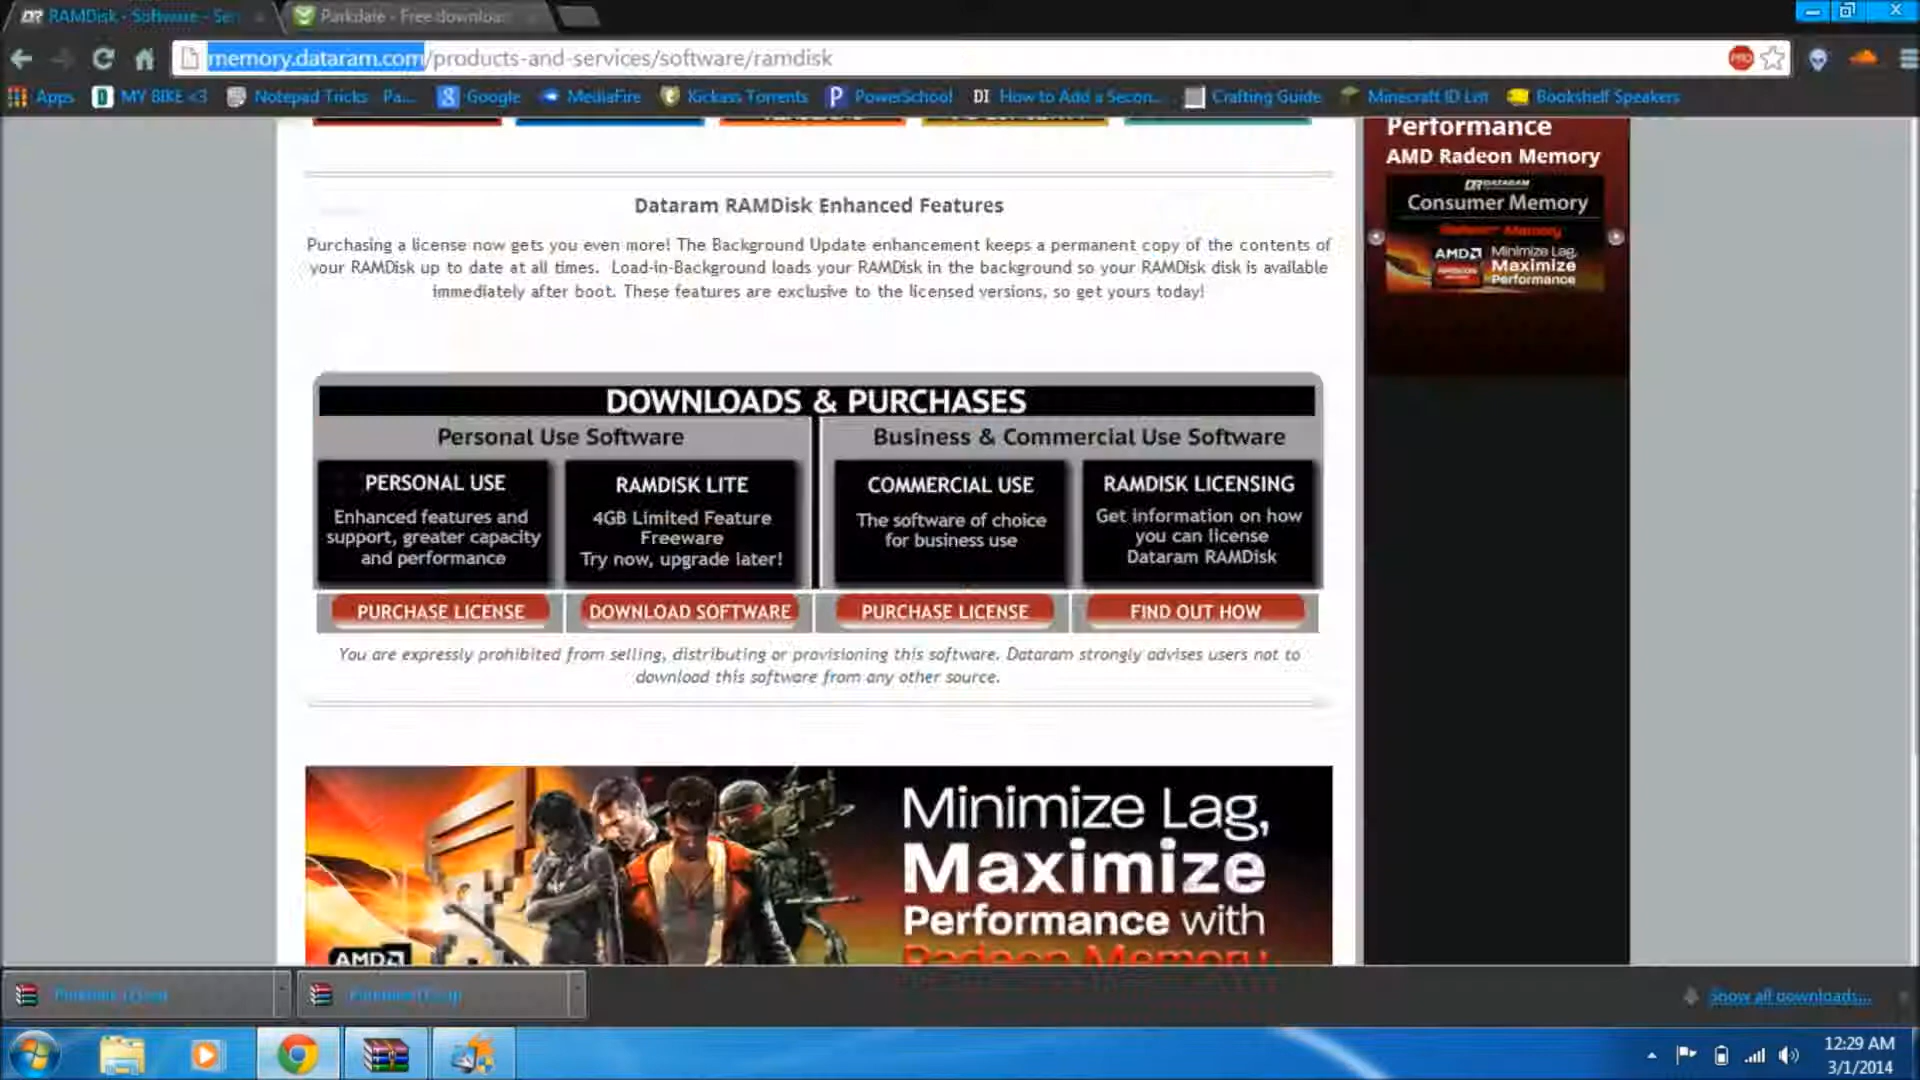 RAMDisk - Software - Ser
Parkdale - Free download
memory.dataram.com/products-and-services/software/ramdisk
Apps
MY BIKE <3
Notepad Tricks Pa...
Google
MediaFire
Kickass Torrents
PowerSchool
DI How to Add a Secon...
Crafting Guide
Minecraft ID List
Bookshelf Speakers
Performance
AMD Radeon Memory
DATARAM
Consumer Memory
Radeon™ Memory
AMD
Minimize Lag,
Maximize
Performance
Dataram RAMDisk Enhanced Features
Purchasing a license now gets you even more! The Background Update enhancement keeps a permanent copy of the contents of
your RAMDisk up to date at all times. Load-in-Background loads your RAMDisk in the background so your RAMDisk disk is available
immediately after boot. These features are exclusive to the licensed versions, so get yours today!
DOWNLOADS & PURCHASES
Personal Use Software
Business & Commercial Use Software
PERSONAL USE
Enhanced features and
support, greater capacity
and performance
RAMDISK LITE
4GB Limited Feature
Freeware
Try now, upgrade later!
COMMERCIAL USE
The software of choice
for business use
RAMDISK LICENSING
Get information on how
you can license
Dataram RAMDisk
PURCHASE LICENSE
DOWNLOAD SOFTWARE
PURCHASE LICENSE
FIND OUT HOW
You are expressly prohibited from selling, distributing or provisioning this software. Dataram strongly advises users not to
download this software from any other source.
Minimize Lag,
Maximize
Performance with
Radeon Memory
AMD
Show all downloads...
12:29 AM
3/1/2014